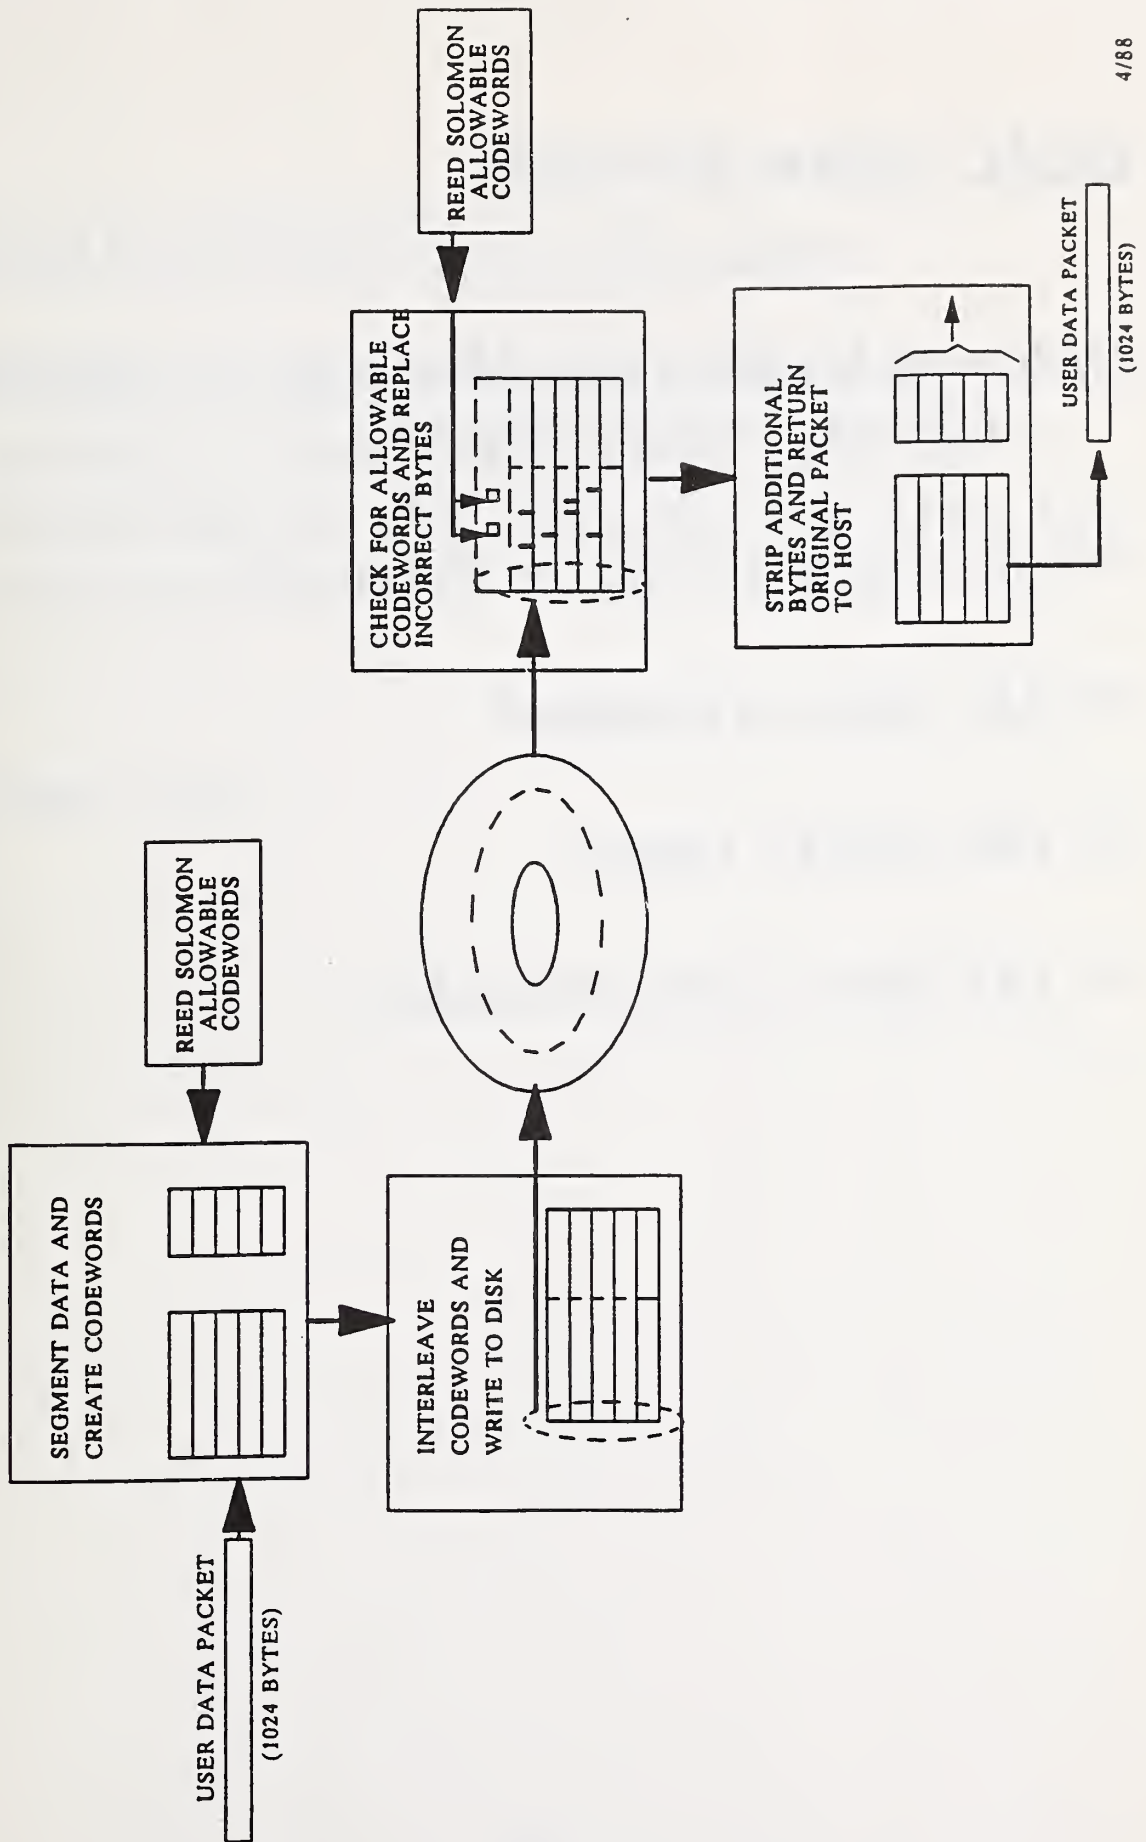 USER DATA PACKET
(1024 BYTES)
SEGMENT DATA AND
CREATE CODEWORDS
REED SOLOMON
ALLOWABLE
CODEWORDS
INTERLEAVE
CODEWORDS AND
WRITE TO DISK
CHECK FOR ALLOWABLE
CODEWORDS AND REPLACE
INCORRECT BYTES
REED SOLOMON
ALLOWABLE
CODEWORDS
STRIP ADDITIONAL
BYTES AND RETURN
ORIGINAL PACKET
TO HOST
USER DATA PACKET
(1024 BYTES)
4/88